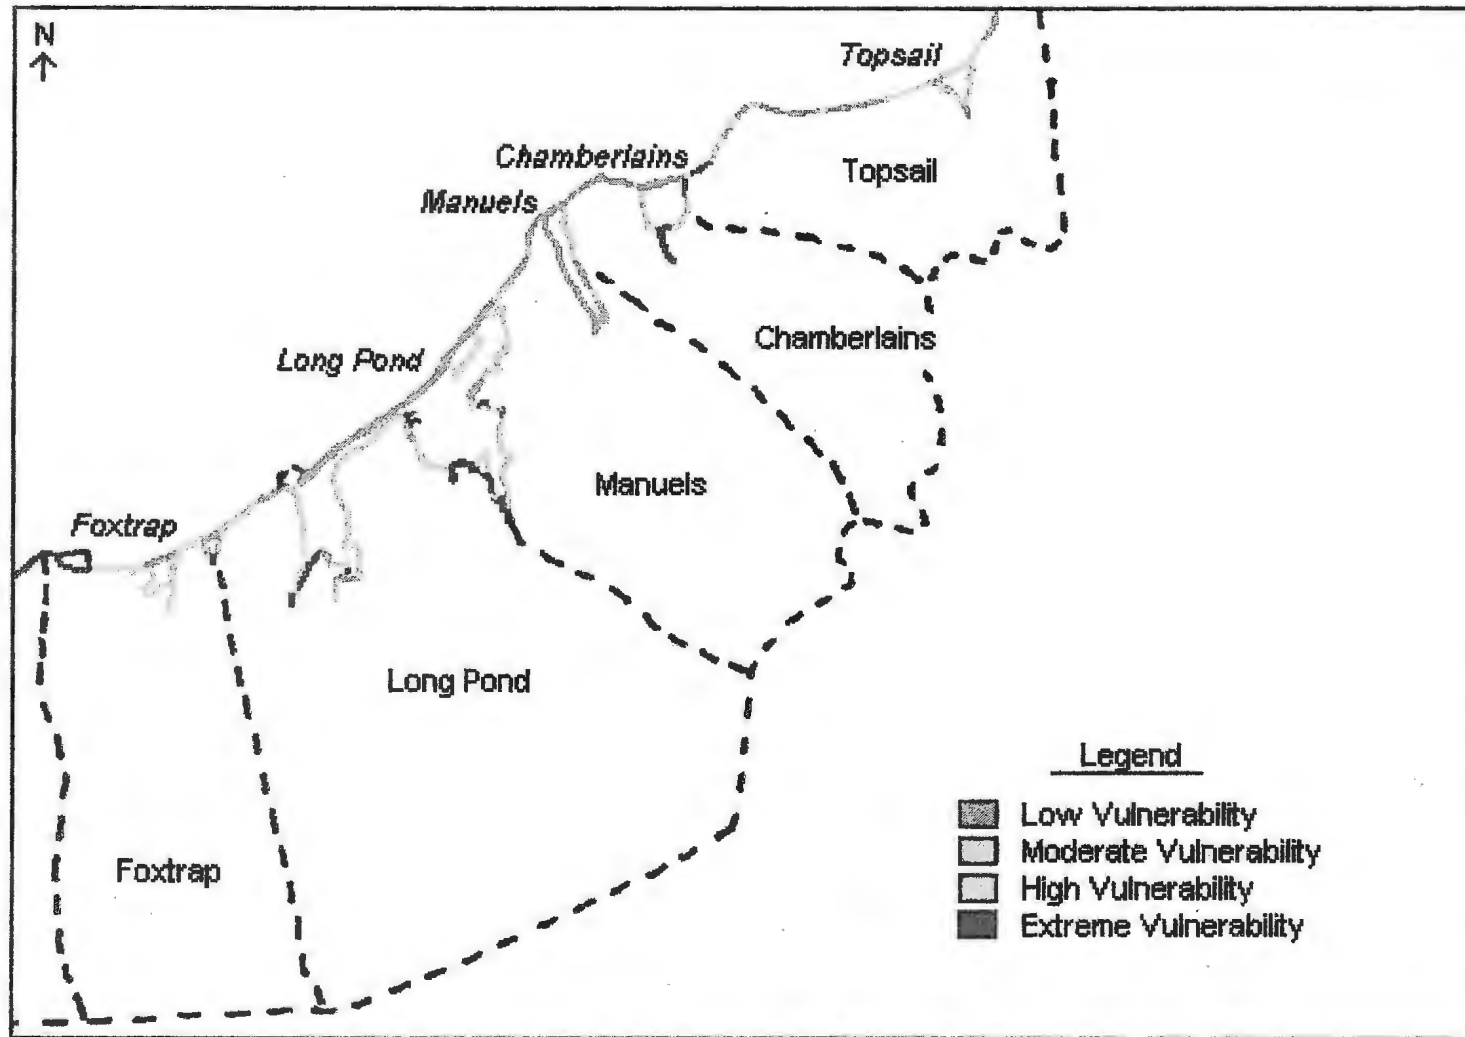 N
Topsail
Chamberlains
Topsail
Manuels
Chamberlains
Long Pond
Manuels
Foxtrap
Long Pond
Foxtrap
Legend
Low Vulnerability
Moderate Vulnerability
High Vulnerability
Extreme Vulnerability